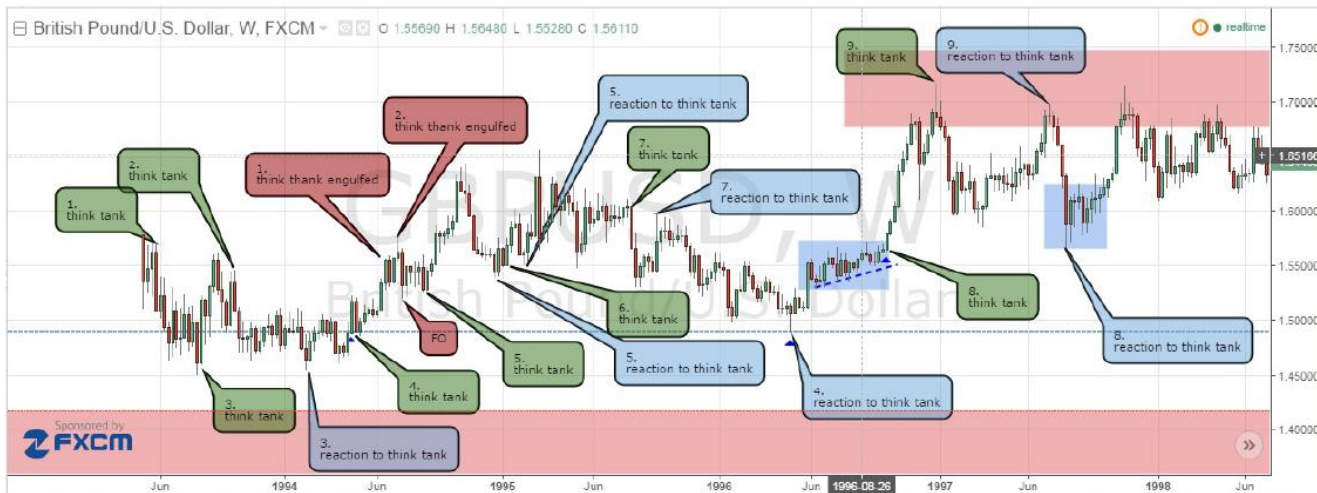 British Pound/U.S. Dollar, W, FXCM O 1.55690 H 1.56480 L 1.55280 C 1.56110
realtime
1.75000
9.
think tank
9.
reaction to think tank
5.
reaction to think tank
1.70000
2.
think thank engulfed
2.
think tank
1.
think thank engulfed
7.
think tank
1.65166
7.
reaction to think tank
1.
think tank
GBPUSD, W
British Pound/U.S. Dollar
1.60000
1.55000
8.
think tank
6.
think tank
1.50000
FO
5.
think tank
5.
reaction to think tank
8.
reaction to think tank
4.
think tank
3.
think tank
1.45000
4.
reaction to think tank
3.
reaction to think tank
Sponsored by
FXCM
1.40000
Jun 1994 Jun 1995 Jun 1996 Jun 1996-08-26 1997 Jun 1998 Jun